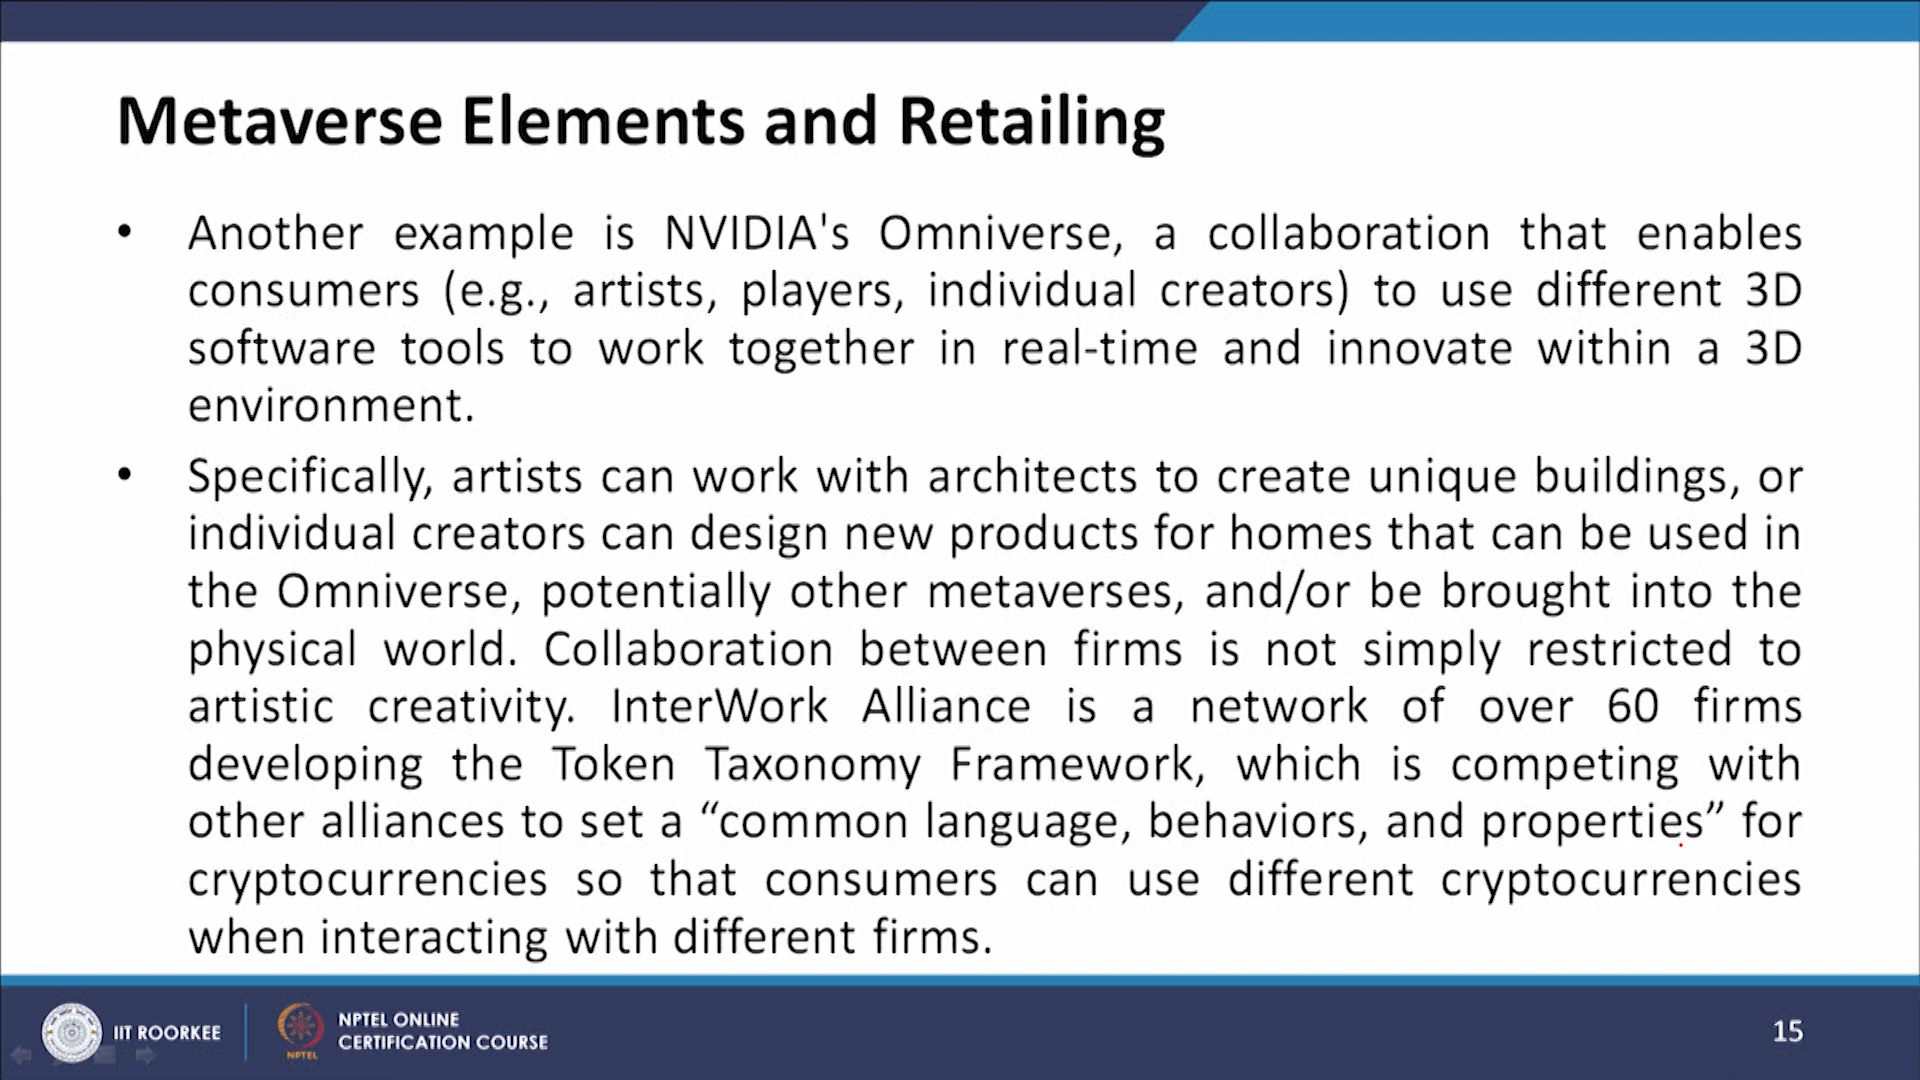 Metaverse Elements and Retailing
• Another example is NVIDIA's Omniverse, a collaboration that enables
consumers (e.g., artists, players, individual creators) to use different 3D
software tools to work together in real-time and innovate within a 3D
environment.
• Specifically, artists can work with architects to create unique buildings, or
individual creators can design new products for homes that can be used in
the Omniverse, potentially other metaverses, and/or be brought into the
physical world. Collaboration between firms is not simply restricted to
artistic creativity. InterWork Alliance is a network of over 60 firms
developing the Token Taxonomy Framework, which is competing with
other alliances to set a “common language, behaviors, and properties” for
cryptocurrencies so that consumers can use different cryptocurrencies
when interacting with different firms.
IIT ROORKEE
NPTEL
NPTEL ONLINE
CERTIFICATION COURSE
15